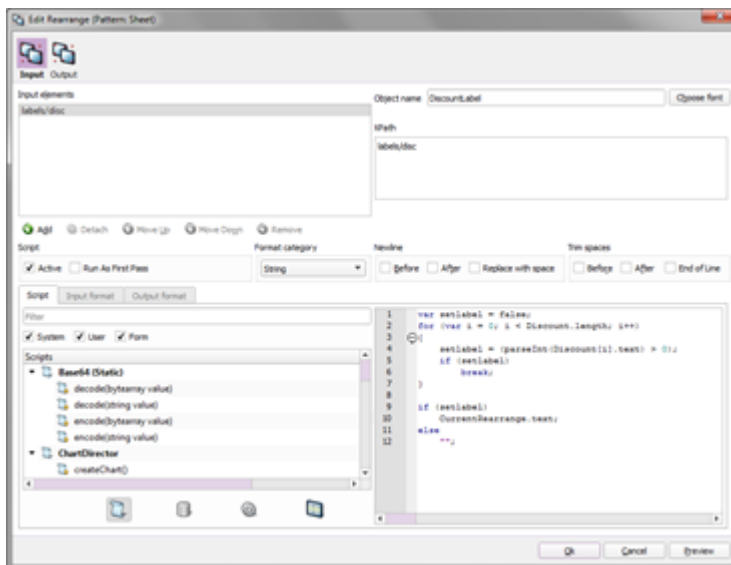 Edit Rearrange (Pattern: Sheet)
Input Output
Input elements
labels/disc
Object name DiscountLabel Choose font
XPath
labels/disc
Add Detach Move Up Move Down Remove
Script Format category Newline Trim spaces
Active Run As First Pass String Before After Replace with space Before After End of Line
Script Input format Output format
Filter
System User Form
Scripts
Base64 (Static)
decode(bytearray value)
decode(string value)
encode(bytearray value)
encode(string value)
ChartDirector
createChart()
1 var setlabel = false;
2 for (var i = 0; i < Discount.length; i++)
3 {
4 setlabel = (parseInt(Discount[i].text) > 0);
5 if (setlabel)
6 break;
7 }
8
9 if (setlabel)
10 CurrentRearrange.text;
11 else
12 "";
Ok Cancel Preview